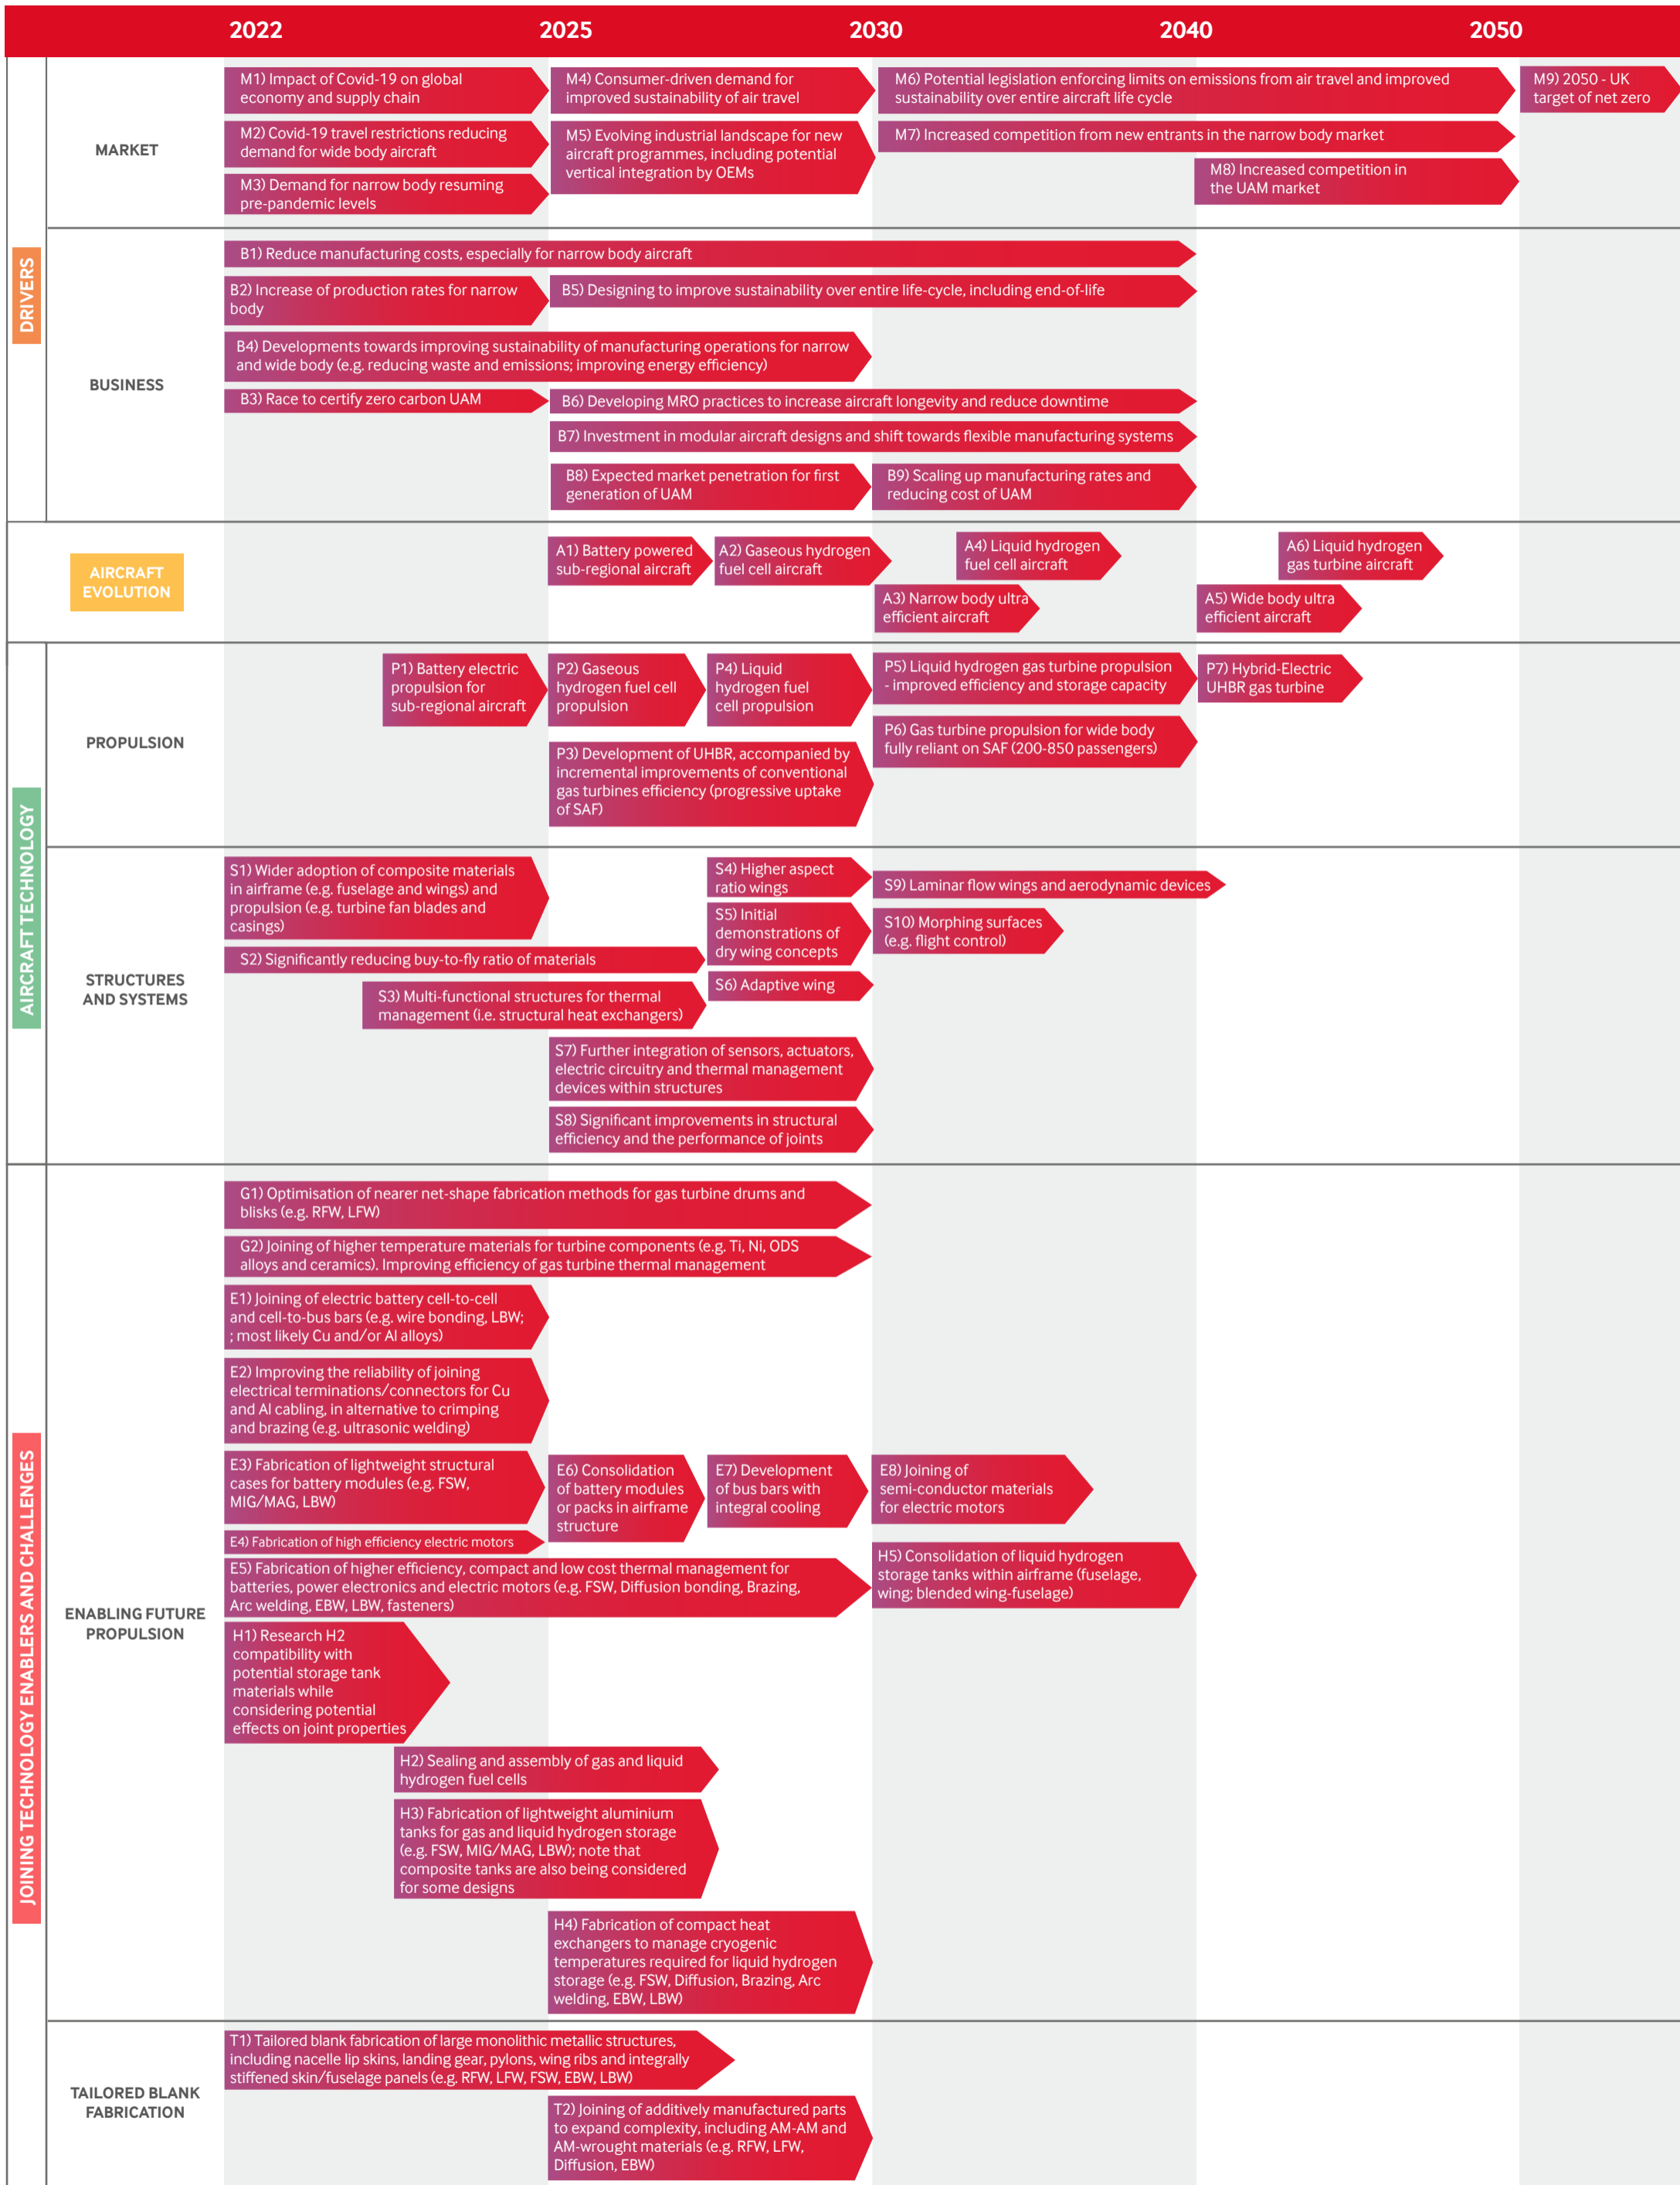 2022 2025 2030 2040 2050
DRIVERS
MARKET
M1) Impact of Covid-19 on global
economy and supply chain
M4) Consumer-driven demand for
improved sustainability of air travel
M6) Potential legislation enforcing limits on emissions from air travel and improved
sustainability over entire aircraft life cycle
M9) 2050 - UK
target of net zero
M2) Covid-19 travel restrictions reducing
demand for wide body aircraft
M5) Evolving industrial landscape for new
aircraft programmes, including potential
vertical integration by OEMs
M7) Increased competition from new entrants in the narrow body market
M3) Demand for narrow body resuming
pre-pandemic levels
M8) Increased competition in
the UAM market
BUSINESS
B1) Reduce manufacturing costs, especially for narrow body aircraft
B2) Increase of production rates for narrow
body
B5) Designing to improve sustainability over entire life-cycle, including end-of-life
B4) Developments towards improving sustainability of manufacturing operations for narrow
and wide body (e.g. reducing waste and emissions; improving energy efficiency)
B3) Race to certify zero carbon UAM
B6) Developing MRO practices to increase aircraft longevity and reduce downtime
B7) Investment in modular aircraft designs and shift towards flexible manufacturing systems
B8) Expected market penetration for first
generation of UAM
B9) Scaling up manufacturing rates and
reducing cost of UAM
AIRCRAFT
EVOLUTION
A1) Battery powered
sub-regional aircraft
A2) Gaseous hydrogen
fuel cell aircraft
A4) Liquid hydrogen
fuel cell aircraft
A6) Liquid hydrogen
gas turbine aircraft
A3) Narrow body ultra
efficient aircraft
A5) Wide body ultra
efficient aircraft
AIRCRAFT TECHNOLOGY
PROPULSION
P1) Battery electric
propulsion for
sub-regional aircraft
P2) Gaseous
hydrogen fuel cell
propulsion
P4) Liquid
hydrogen fuel
cell propulsion
P5) Liquid hydrogen gas turbine propulsion
- improved efficiency and storage capacity
P7) Hybrid-Electric
UHBR gas turbine
P3) Development of UHBR, accompanied by
incremental improvements of conventional
gas turbines efficiency (progressive uptake
of SAF)
P6) Gas turbine propulsion for wide body
fully reliant on SAF (200-850 passengers)
STRUCTURES
AND SYSTEMS
S1) Wider adoption of composite materials
in airframe (e.g. fuselage and wings) and
propulsion (e.g. turbine fan blades and
casings)
S4) Higher aspect
ratio wings
S9) Laminar flow wings and aerodynamic devices
S5) Initial
demonstrations of
dry wing concepts
S10) Morphing surfaces
(e.g. flight control)
S2) Significantly reducing buy-to-fly ratio of materials
S6) Adaptive wing
S3) Multi-functional structures for thermal
management (i.e. structural heat exchangers)
S7) Further integration of sensors, actuators,
electric circuitry and thermal management
devices within structures
S8) Significant improvements in structural
efficiency and the performance of joints
JOINING TECHNOLOGY ENABLERS AND CHALLENGES
ENABLING FUTURE
PROPULSION
G1) Optimisation of nearer net-shape fabrication methods for gas turbine drums and
blisks (e.g. RFW, LFW)
G2) Joining of higher temperature materials for turbine components (e.g. Ti, Ni, ODS
alloys and ceramics). Improving efficiency of gas turbine thermal management
E1) Joining of electric battery cell-to-cell
and cell-to-bus bars (e.g. wire bonding, LBW;
; most likely Cu and/or Al alloys)
E2) Improving the reliability of joining
electrical terminations/connectors for Cu
and Al cabling, in alternative to crimping
and brazing (e.g. ultrasonic welding)
E3) Fabrication of lightweight structural
cases for battery modules (e.g. FSW,
MIG/MAG, LBW)
E6) Consolidation
of battery modules
or packs in airframe
structure
E7) Development
of bus bars with
integral cooling
E8) Joining of
semi-conductor materials
for electric motors
E4) Fabrication of high efficiency electric motors
E5) Fabrication of higher efficiency, compact and low cost thermal management for
batteries, power electronics and electric motors (e.g. FSW, Diffusion bonding, Brazing,
Arc welding, EBW, LBW, fasteners)
H5) Consolidation of liquid hydrogen
storage tanks within airframe (fuselage,
wing; blended wing-fuselage)
H1) Research H2
compatibility with
potential storage tank
materials while
considering potential
effects on joint properties
H2) Sealing and assembly of gas and liquid
hydrogen fuel cells
H3) Fabrication of lightweight aluminium
tanks for gas and liquid hydrogen storage
(e.g. FSW, MIG/MAG, LBW); note that
composite tanks are also being considered
for some designs
H4) Fabrication of compact heat
exchangers to manage cryogenic
temperatures required for liquid hydrogen
storage (e.g. FSW, Diffusion, Brazing, Arc
welding, EBW, LBW)
TAILORED BLANK
FABRICATION
T1) Tailored blank fabrication of large monolithic metallic structures,
including nacelle lip skins, landing gear, pylons, wing ribs and integrally
stiffened skin/fuselage panels (e.g. RFW, LFW, FSW, EBW, LBW)
T2) Joining of additively manufactured parts
to expand complexity, including AM-AM and
AM-wrought materials (e.g. RFW, LFW,
Diffusion, EBW)